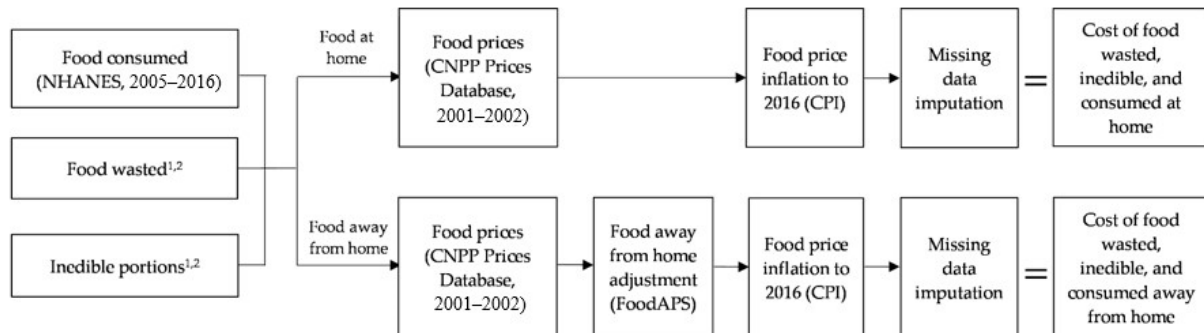 Food consumed
(NHANES, 2005–2016)
Food wasted¹,²
Inedible portions¹,²
Food at
home
Food prices
(CNPP Prices
Database,
2001–2002)
Food price
inflation to
2016 (CPI)
Missing
data
imputation
=
Cost of food
wasted,
inedible, and
consumed at
home
Food away
from home
Food prices
(CNPP Prices
Database,
2001–2002)
Food away
from home
adjustment
(FoodAPS)
Food price
inflation to
2016 (CPI)
Missing
data
imputation
=
Cost of food
wasted,
inedible, and
consumed away
from home